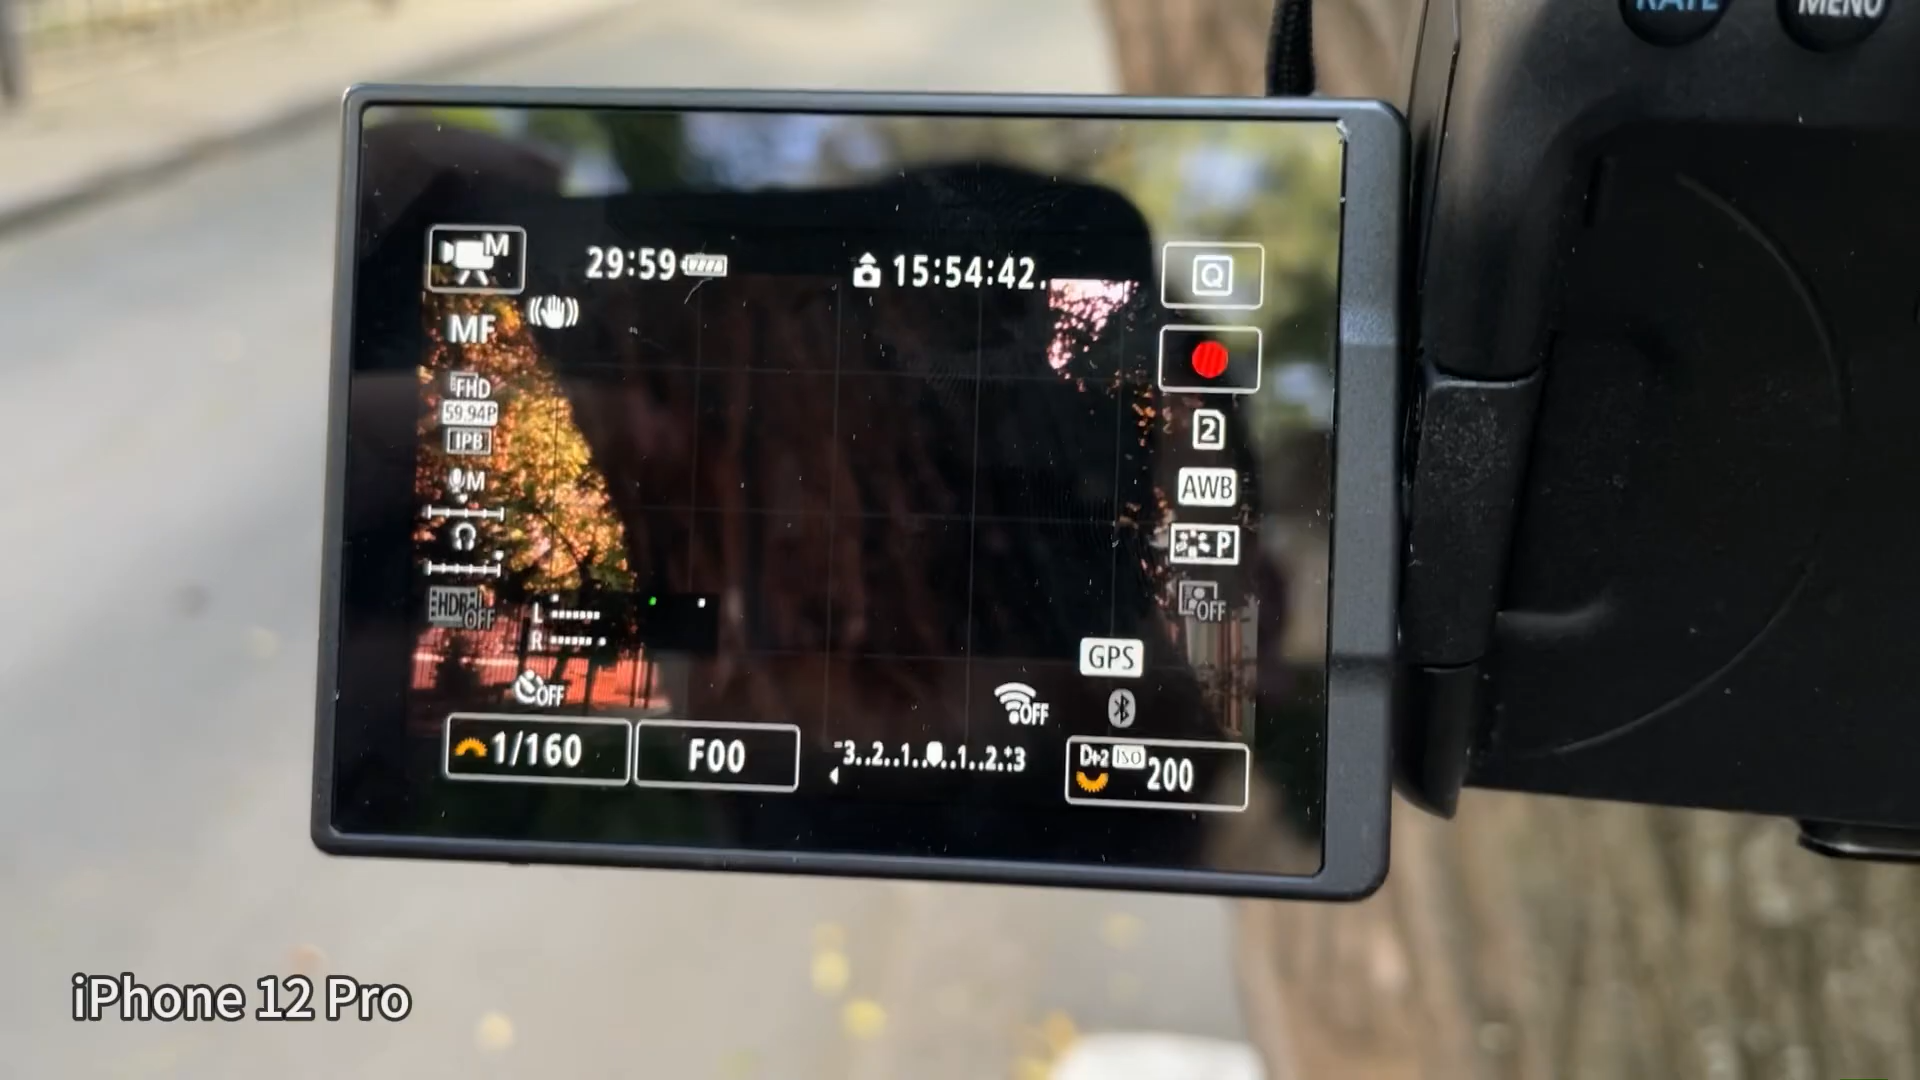 RATE MENU
M 29:59 15:54:42. Q
MF
FHD
59.94P
IPB
M
2
AWB
P
HDR OFF
OFF
L
R
OFF
GPS
OFF
1/160 F00 -3..2..1..0..1..2.+3 D+2 ISO 200
iPhone 12 Pro